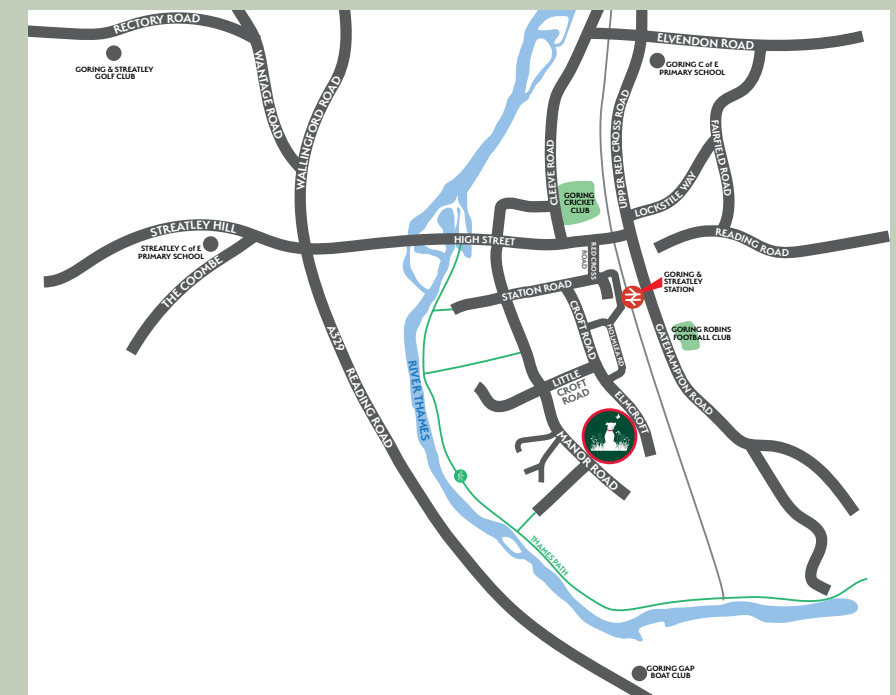 RECTORY ROAD
ELVENDON ROAD
GORING & STREATLEY
GOLF CLUB
WANTAGE ROAD
WALLINGFORD ROAD
GORING C of E
PRIMARY SCHOOL
CLEEVE ROAD
UPPER RED CROSS ROAD
FAIRFIELD ROAD
LOCKSTILE WAY
GORING
CRICKET
CLUB
STREATLEY HILL
STREATLEY C of E
PRIMARY SCHOOL
THE COOMBE
HIGH STREET
RED CROSS
ROAD
READING ROAD
GORING &
STREATLEY
STATION
STATION ROAD
CROFT ROAD
HOLMLEA RD
GORING ROBINS
FOOTBALL CLUB
GATEHAMPTON ROAD
A329
READING ROAD
RIVER THAMES
LITTLE
CROFT
ROAD
ELMCROFT
MANOR ROAD
THAMES PATH
GORING GAP
BOAT CLUB